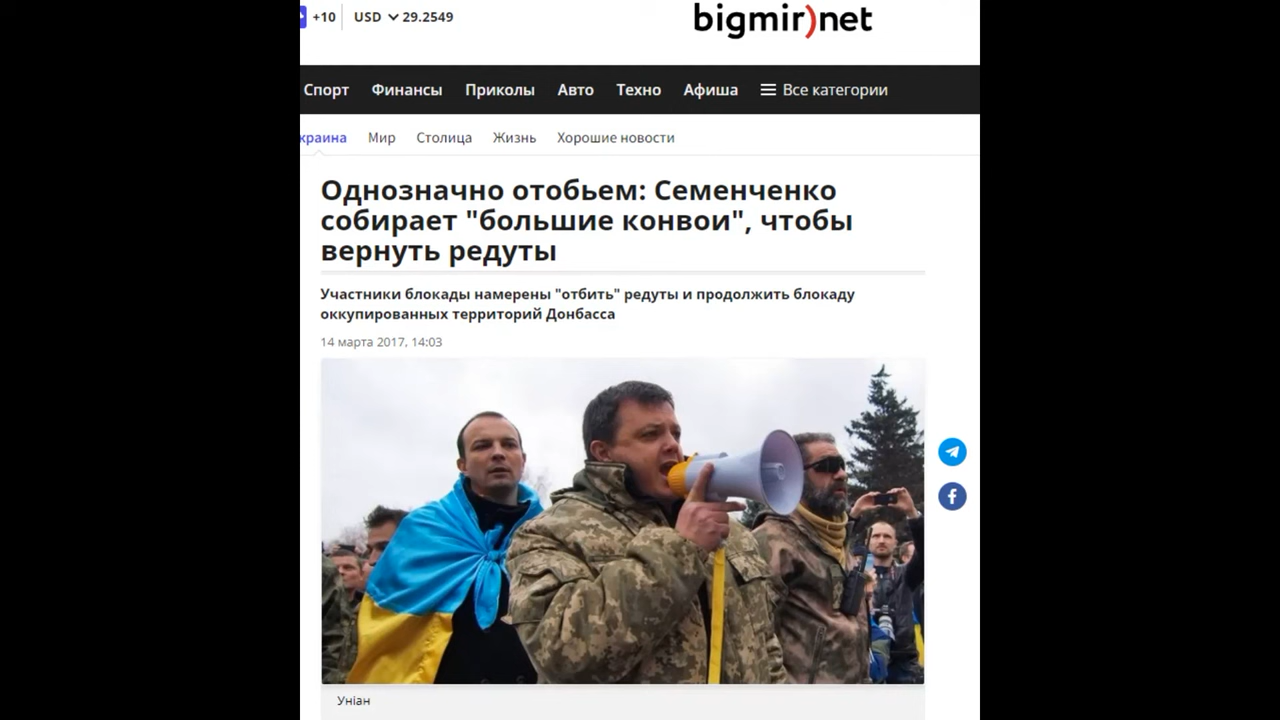 +10 USD 29.2549
bigmir)net
Спорт Финансы Приколы Авто Техно Афиша Все категории
краина Мир Столица Жизнь Хорошие новости
Однозначно отобьем: Семенченко
собирает "большие конвои", чтобы
вернуть редуты
Участники блокады намерены "отбить" редуты и продолжить блокаду
оккупированных территорий Донбасса
14 марта 2017, 14:03
Уніан